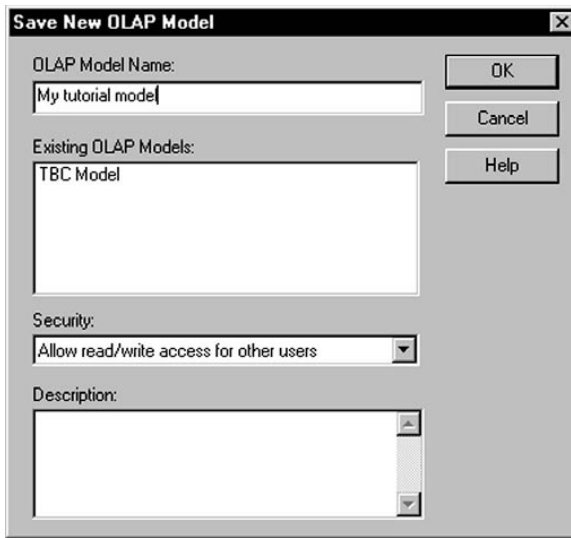 Save New OLAP Model
OLAP Model Name:
My tutorial model
OK
Cancel
Existing OLAP Models:
Help
TBC Model
Security:
Allow read/write access for other users
Description: